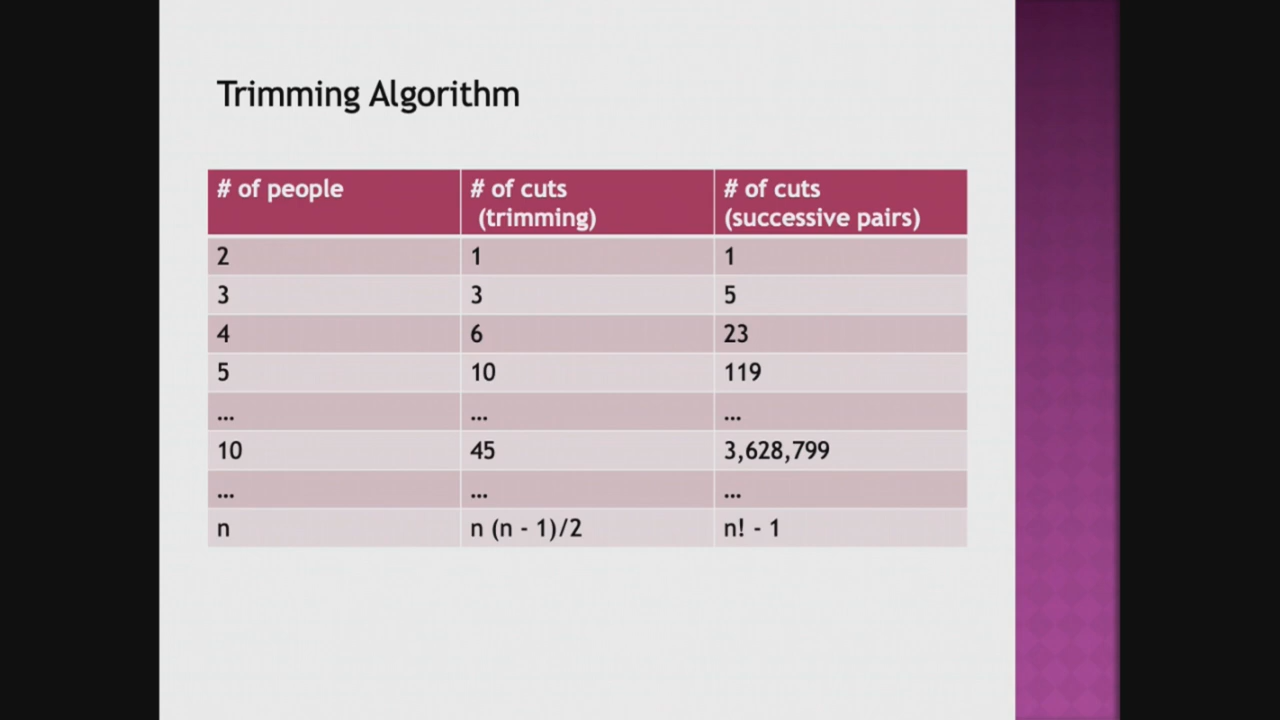 Trimming Algorithm
# of people # of cuts # of cuts
(trimming) (successive pairs)
2 1 1
3 3 5
4 6 23
5 10 119
... ... ...
10 45 3,628,799
... ... ...
n n (n - 1)/2 n! - 1